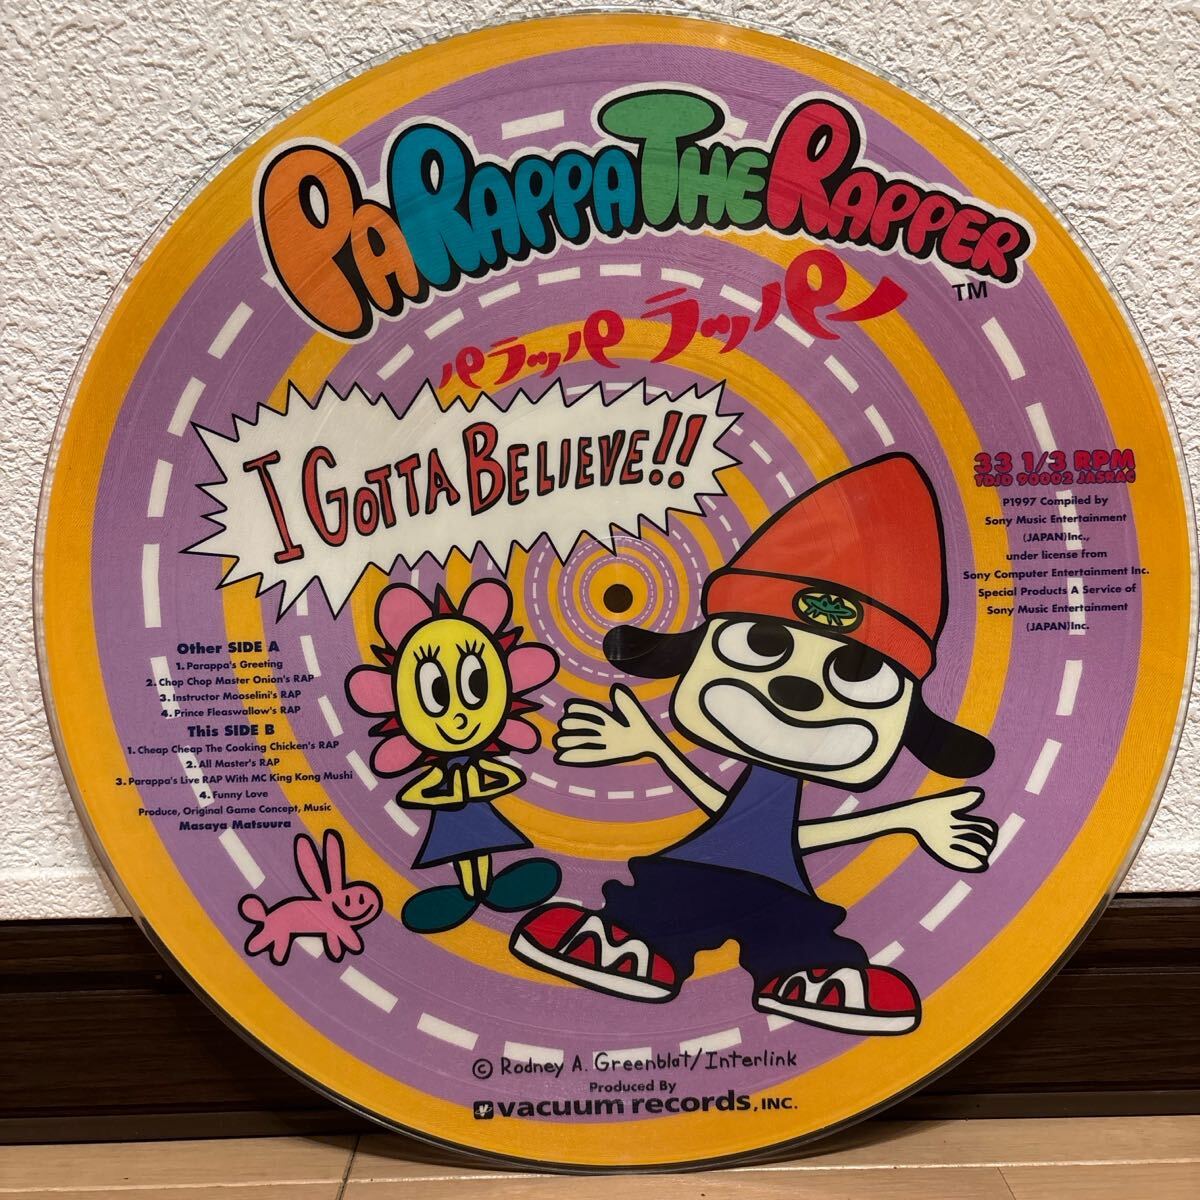 PARAPPA THE RAPPER
TM
パラッパ ラッパー
I GOTTA BELIEVE!!
33 1/3 RPM
TDJD 90002 JASRAC
P1997 Compiled by
Sony Music Entertainment
(JAPAN)Inc.,
under license from
Sony Computer Entertainment Inc.
Special Products A Service of
Sony Music Entertainment
(JAPAN)Inc.
Other SIDE A
1. Parappa's Greeting
2. Chop Chop Master Onion's RAP
3. Instructor Mooselini's RAP
4. Prince Fleaswallow's RAP
This SIDE B
1. Cheap Cheap The Cooking Chicken's RAP
2. All Master's RAP
3. Parappa's Live RAP With MC King Kong Mushi
4. Funny Love
Produce, Original Game Concept, Music
Masaya Matsuura
© Rodney A. Greenblat/Interlink
Produced By
vacuum records, INC.